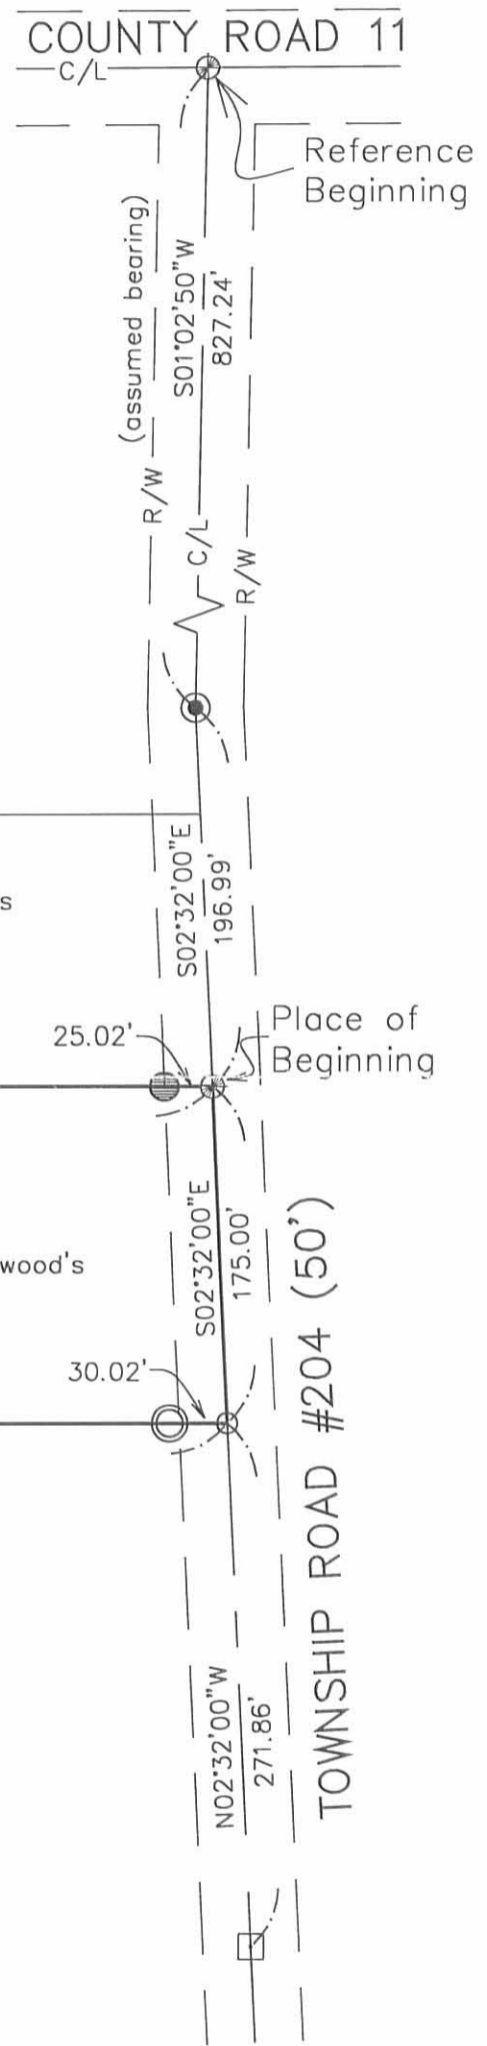 COUNTY ROAD 11
C/L
Reference
Beginning
(assumed bearing)
S01°02'50"W
827.24'
R/W
C/L
R/W
S02°32'00"E
196.99'
s
25.02'
Place of
Beginning
S02°32'00"E
175.00'
wood's
30.02'
TOWNSHIP ROAD #204 (50')
N02°32'00"W
271.86'